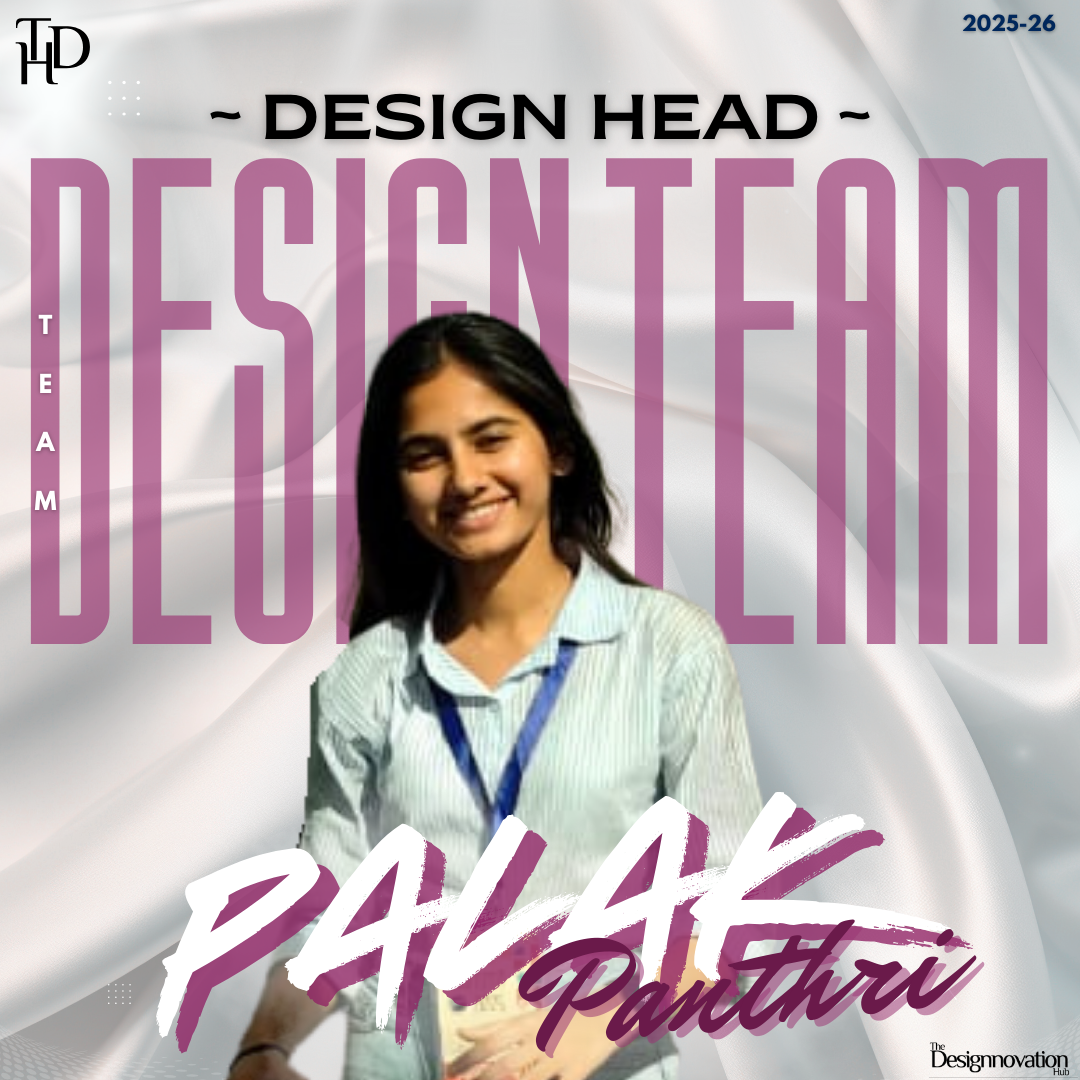 THD
2025-26
~ DESIGN HEAD ~
DESIGN TEAM
TEAM
PALAK
Panthri
The
Designnovation
Hub